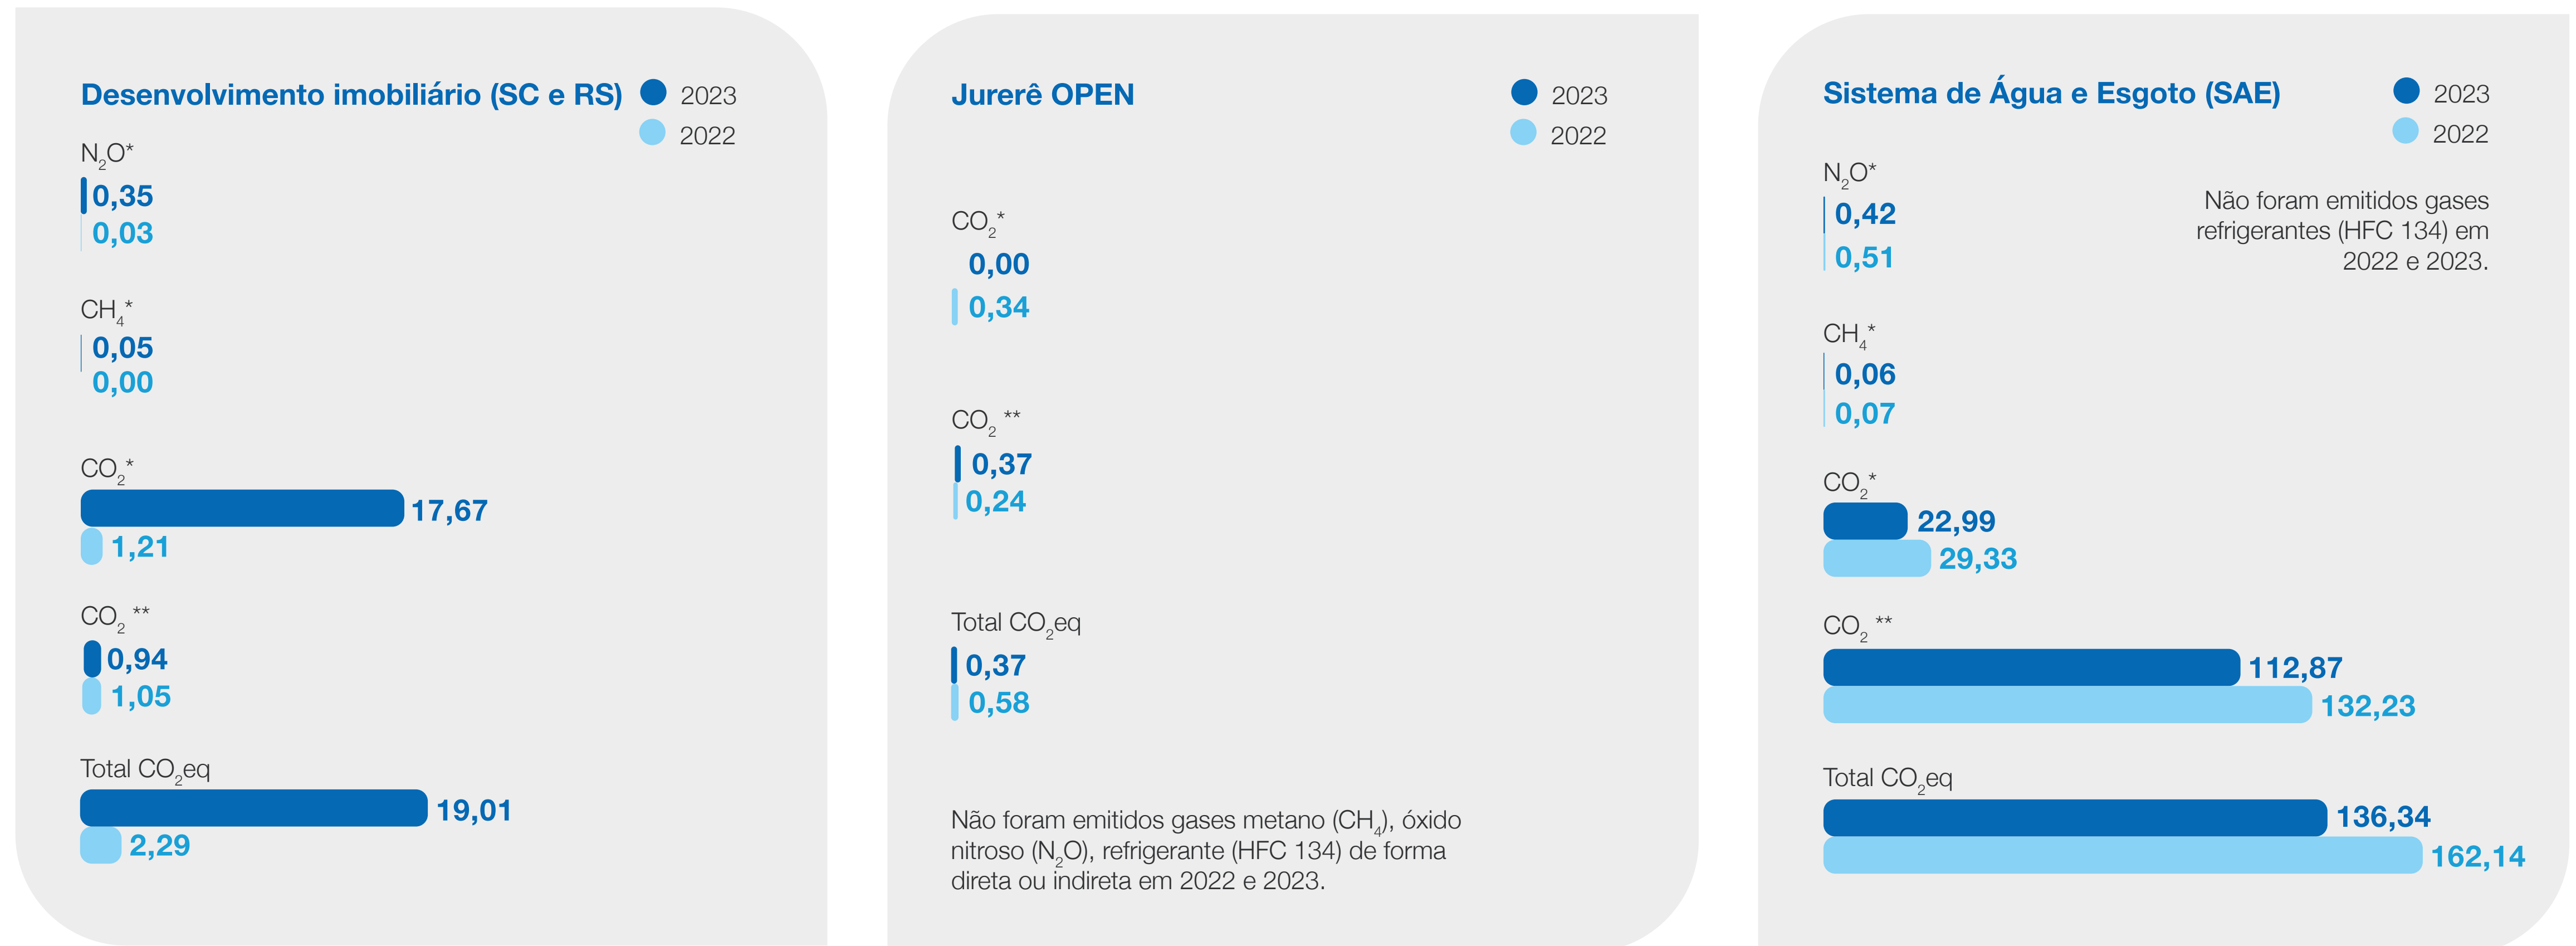 Desenvolvimento imobiliário (SC e RS)
2023
2022
N₂O*
0,35
0,03
CH₄*
0,05
0,00
CO₂*
17,67
1,21
CO₂ **
0,94
1,05
Total CO₂eq
19,01
2,29
Jurerê OPEN
2023
2022
CO₂*
0,00
0,34
CO₂ **
0,37
0,24
Total CO₂eq
0,37
0,58
Não foram emitidos gases metano (CH₄), óxido
nitroso (N₂O), refrigerante (HFC 134) de forma
direta ou indireta em 2022 e 2023.
Sistema de Água e Esgoto (SAE)
2023
2022
N₂O*
0,42
0,51
Não foram emitidos gases
refrigerantes (HFC 134) em
2022 e 2023.
CH₄*
0,06
0,07
CO₂*
22,99
29,33
CO₂ **
112,87
132,23
Total CO₂eq
136,34
162,14